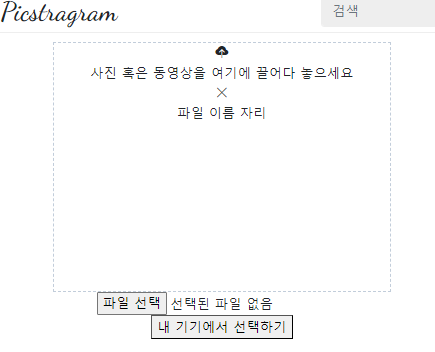 Picstragram
검색
사진 혹은 동영상을 여기에 끌어다 놓으세요
파일 이름 자리
파일 선택 선택된 파일 없음
내 기기에서 선택하기